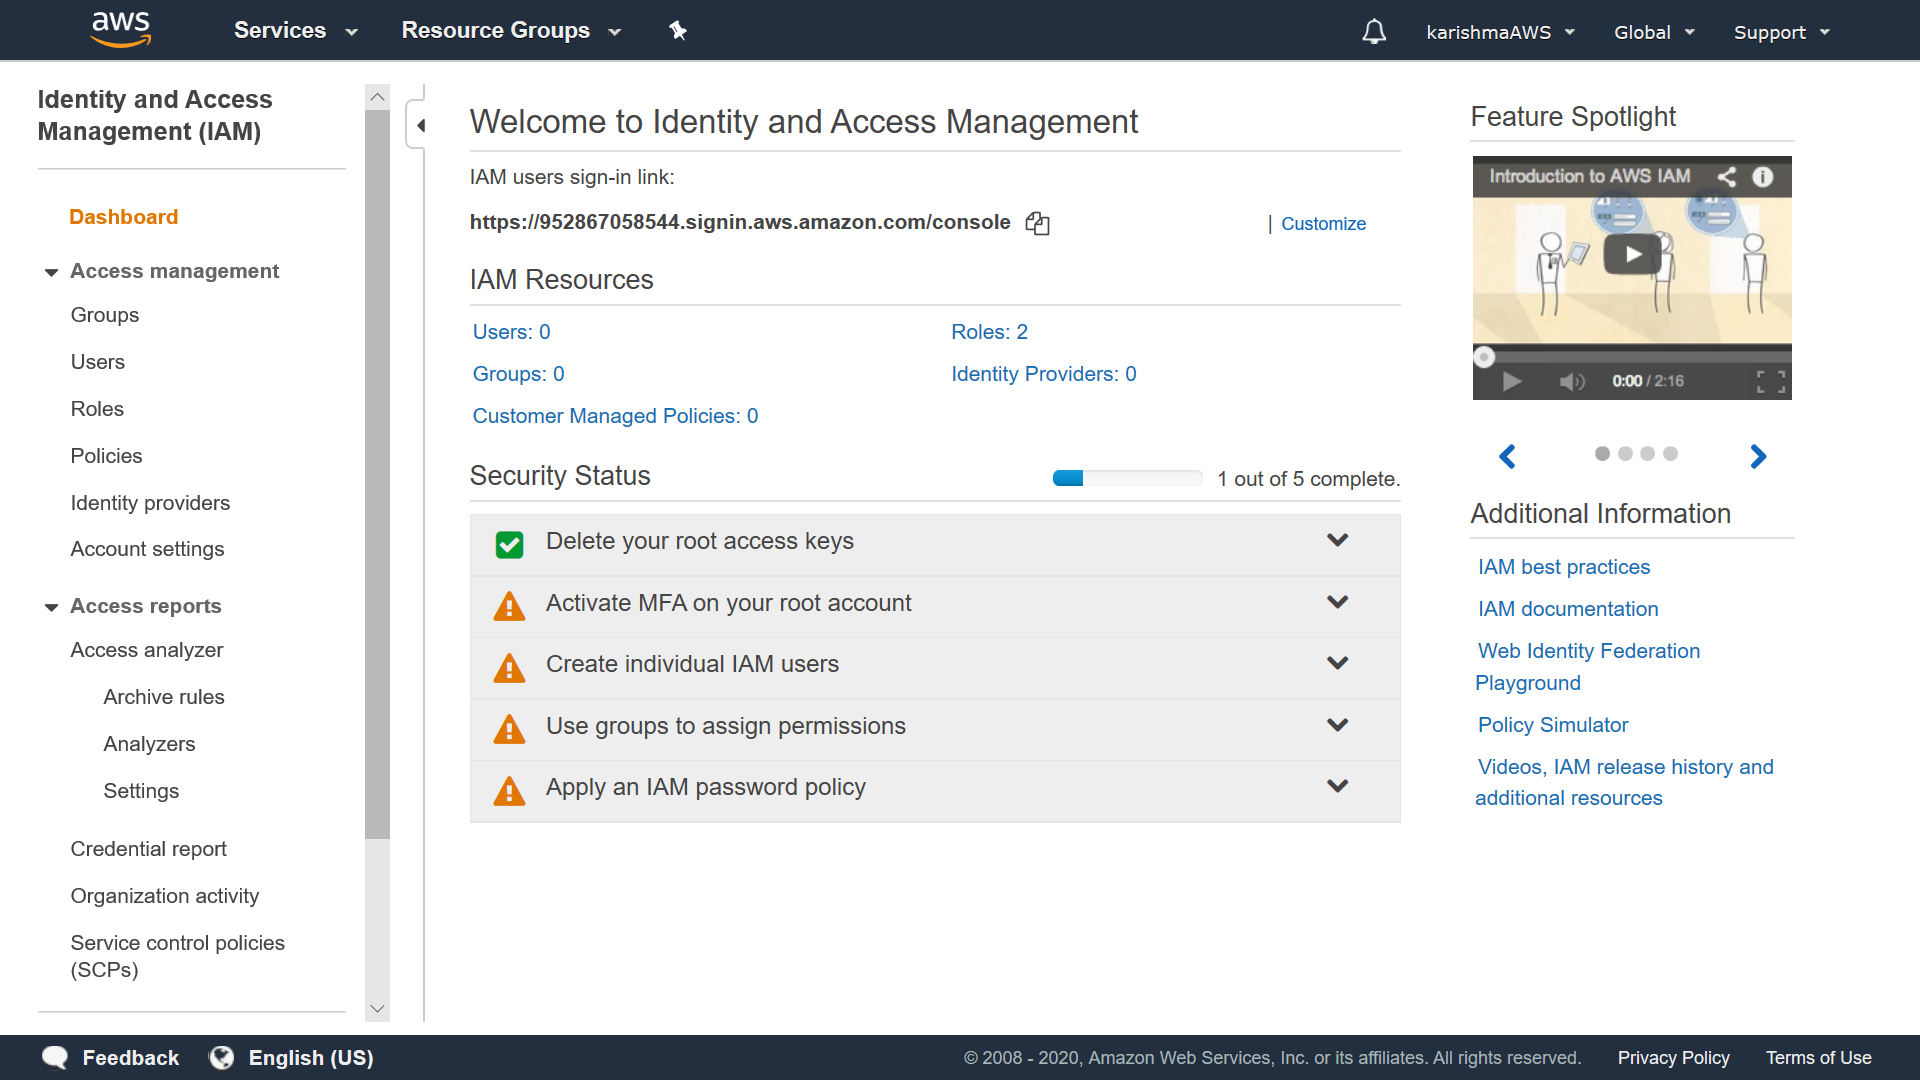 aws
Services
Resource Groups
karishmaAWS
Global
Support
Identity and Access
Management (IAM)
Dashboard
Access management
Groups
Users
Roles
Policies
Identity providers
Account settings
Access reports
Access analyzer
Archive rules
Analyzers
Settings
Credential report
Organization activity
Service control policies
(SCPs)
Welcome to Identity and Access Management
IAM users sign-in link:
https://952867058544.signin.aws.amazon.com/console
| Customize
IAM Resources
Users: 0
Roles: 2
Groups: 0
Identity Providers: 0
Customer Managed Policies: 0
Security Status
1 out of 5 complete.
Delete your root access keys
Activate MFA on your root account
Create individual IAM users
Use groups to assign permissions
Apply an IAM password policy
Feature Spotlight
Introduction to AWS IAM
0:00 / 2:16
Additional Information
IAM best practices
IAM documentation
Web Identity Federation
Playground
Policy Simulator
Videos, IAM release history and
additional resources
Feedback
English (US)
© 2008 - 2020, Amazon Web Services, Inc. or its affiliates. All rights reserved.
Privacy Policy
Terms of Use